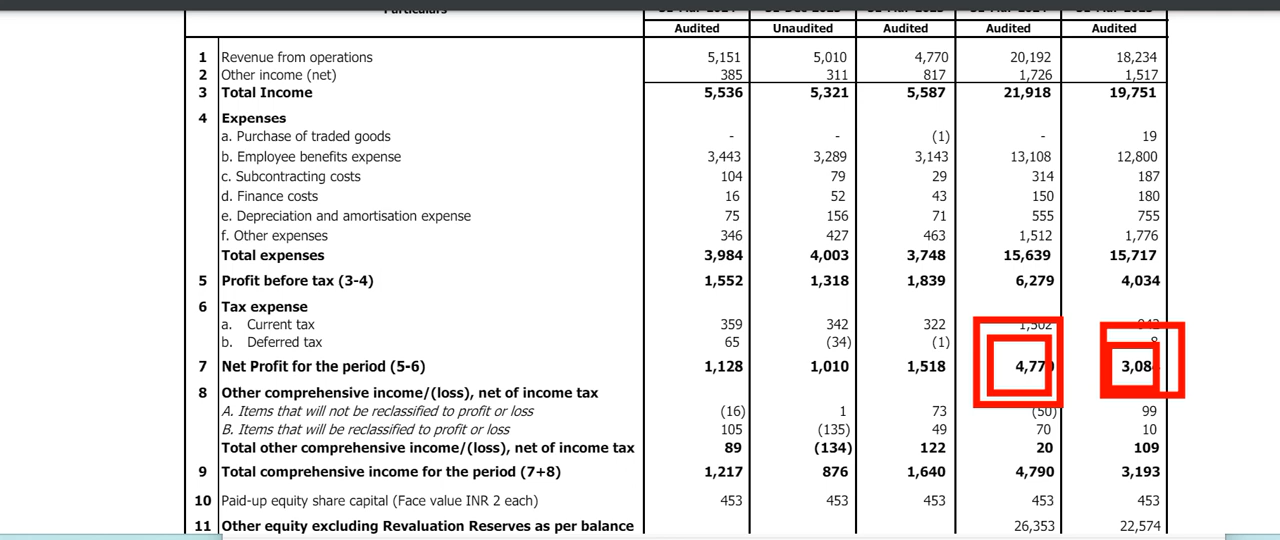 Audited Unaudited Audited Audited Audited
1 Revenue from operations 5,151 5,010 4,770 20,192 18,234
2 Other income (net) 385 311 817 1,726 1,517
3 Total Income 5,536 5,321 5,587 21,918 19,751
4 Expenses
a. Purchase of traded goods - - (1) - 19
b. Employee benefits expense 3,443 3,289 3,143 13,108 12,800
c. Subcontracting costs 104 79 29 314 187
d. Finance costs 16 52 43 150 180
e. Depreciation and amortisation expense 75 156 71 555 755
f. Other expenses 346 427 463 1,512 1,776
Total expenses 3,984 4,003 3,748 15,639 15,717
5 Profit before tax (3-4) 1,552 1,318 1,839 6,279 4,034
6 Tax expense
a. Current tax 359 342 322 1,502
b. Deferred tax 65 (34) (1) 8
7 Net Profit for the period (5-6) 1,128 1,010 1,518 4,770 3,084
8 Other comprehensive income/(loss), net of income tax
A. Items that will not be reclassified to profit or loss (16) 1 73 (50) 99
B. Items that will be reclassified to profit or loss 105 (135) 49 70 10
Total other comprehensive income/(loss), net of income tax 89 (134) 122 20 109
9 Total comprehensive income for the period (7+8) 1,217 876 1,640 4,790 3,193
10 Paid-up equity share capital (Face value INR 2 each) 453 453 453 453 453
11 Other equity excluding Revaluation Reserves as per balance 26,353 22,574